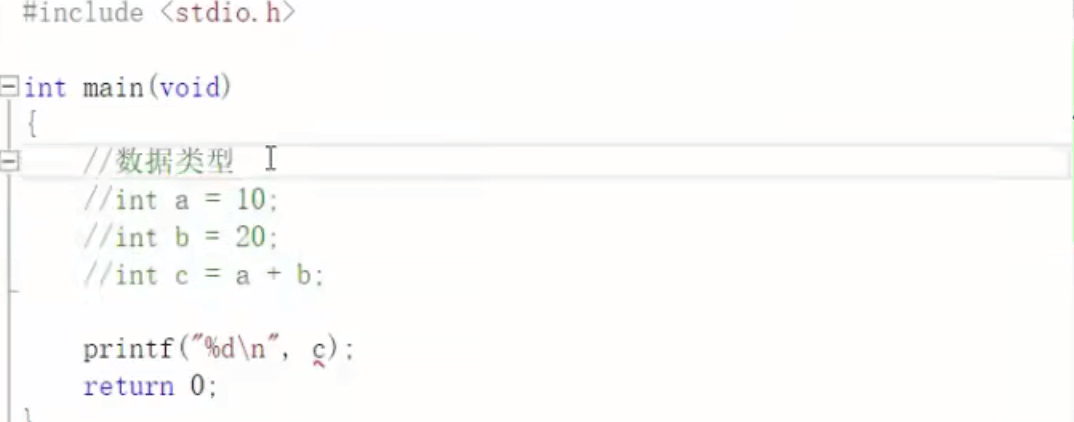 #include <stdio.h>
int main(void)
{
//数据类型
//int a = 10;
//int b = 20;
//int c = a + b;
printf("%d\n", c);
return 0;
}